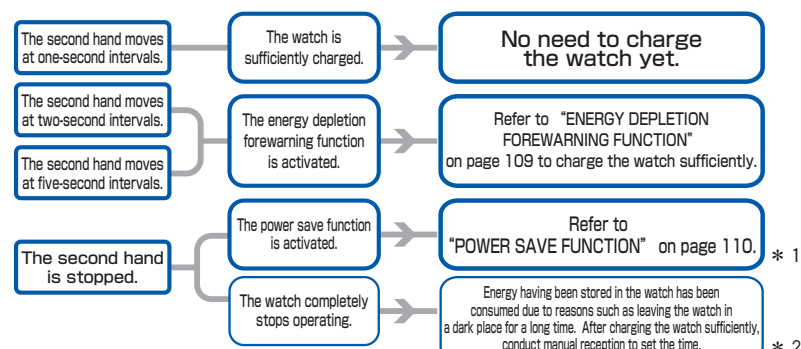 The second hand moves
at one-second intervals.
The watch is
sufficiently charged.
No need to charge
the watch yet.
The second hand moves
at two-second intervals.
The second hand moves
at five-second intervals.
The energy depletion
forewarning function
is activated.
Refer to “ENERGY DEPLETION
FOREWARNING FUNCTION”
on page 109 to charge the watch sufficiently.
The second hand
is stopped.
The power save function
is activated.
Refer to
“POWER SAVE FUNCTION” on page 110.
* 1
The watch completely
stops operating.
Energy having been stored in the watch has been
consumed due to reasons such as leaving the watch in
a dark place for a long time. After charging the watch sufficiently,
conduct manual reception to set the time.
* 2